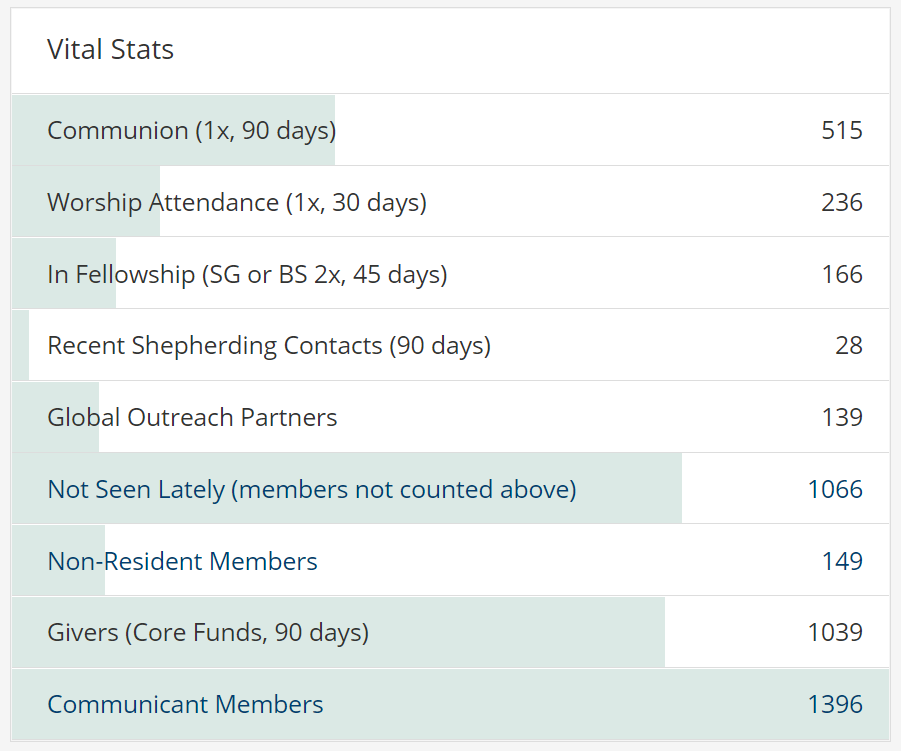 Vital Stats
Communion (1x, 90 days) 515
Worship Attendance (1x, 30 days) 236
In Fellowship (SG or BS 2x, 45 days) 166
Recent Shepherding Contacts (90 days) 28
Global Outreach Partners 139
Not Seen Lately (members not counted above) 1066
Non-Resident Members 149
Givers (Core Funds, 90 days) 1039
Communicant Members 1396